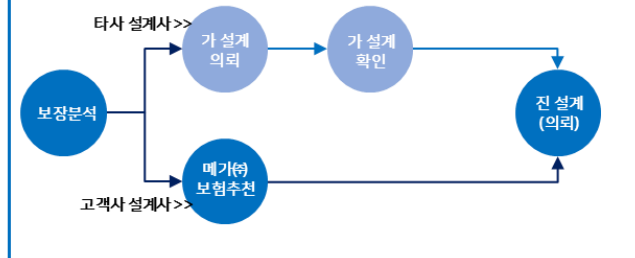 타사 설계사>>
가 설계
의뢰
가 설계
확인
보장분석
진 설계
(의뢰)
메가㈜
보험추천
고객사 설계사>>